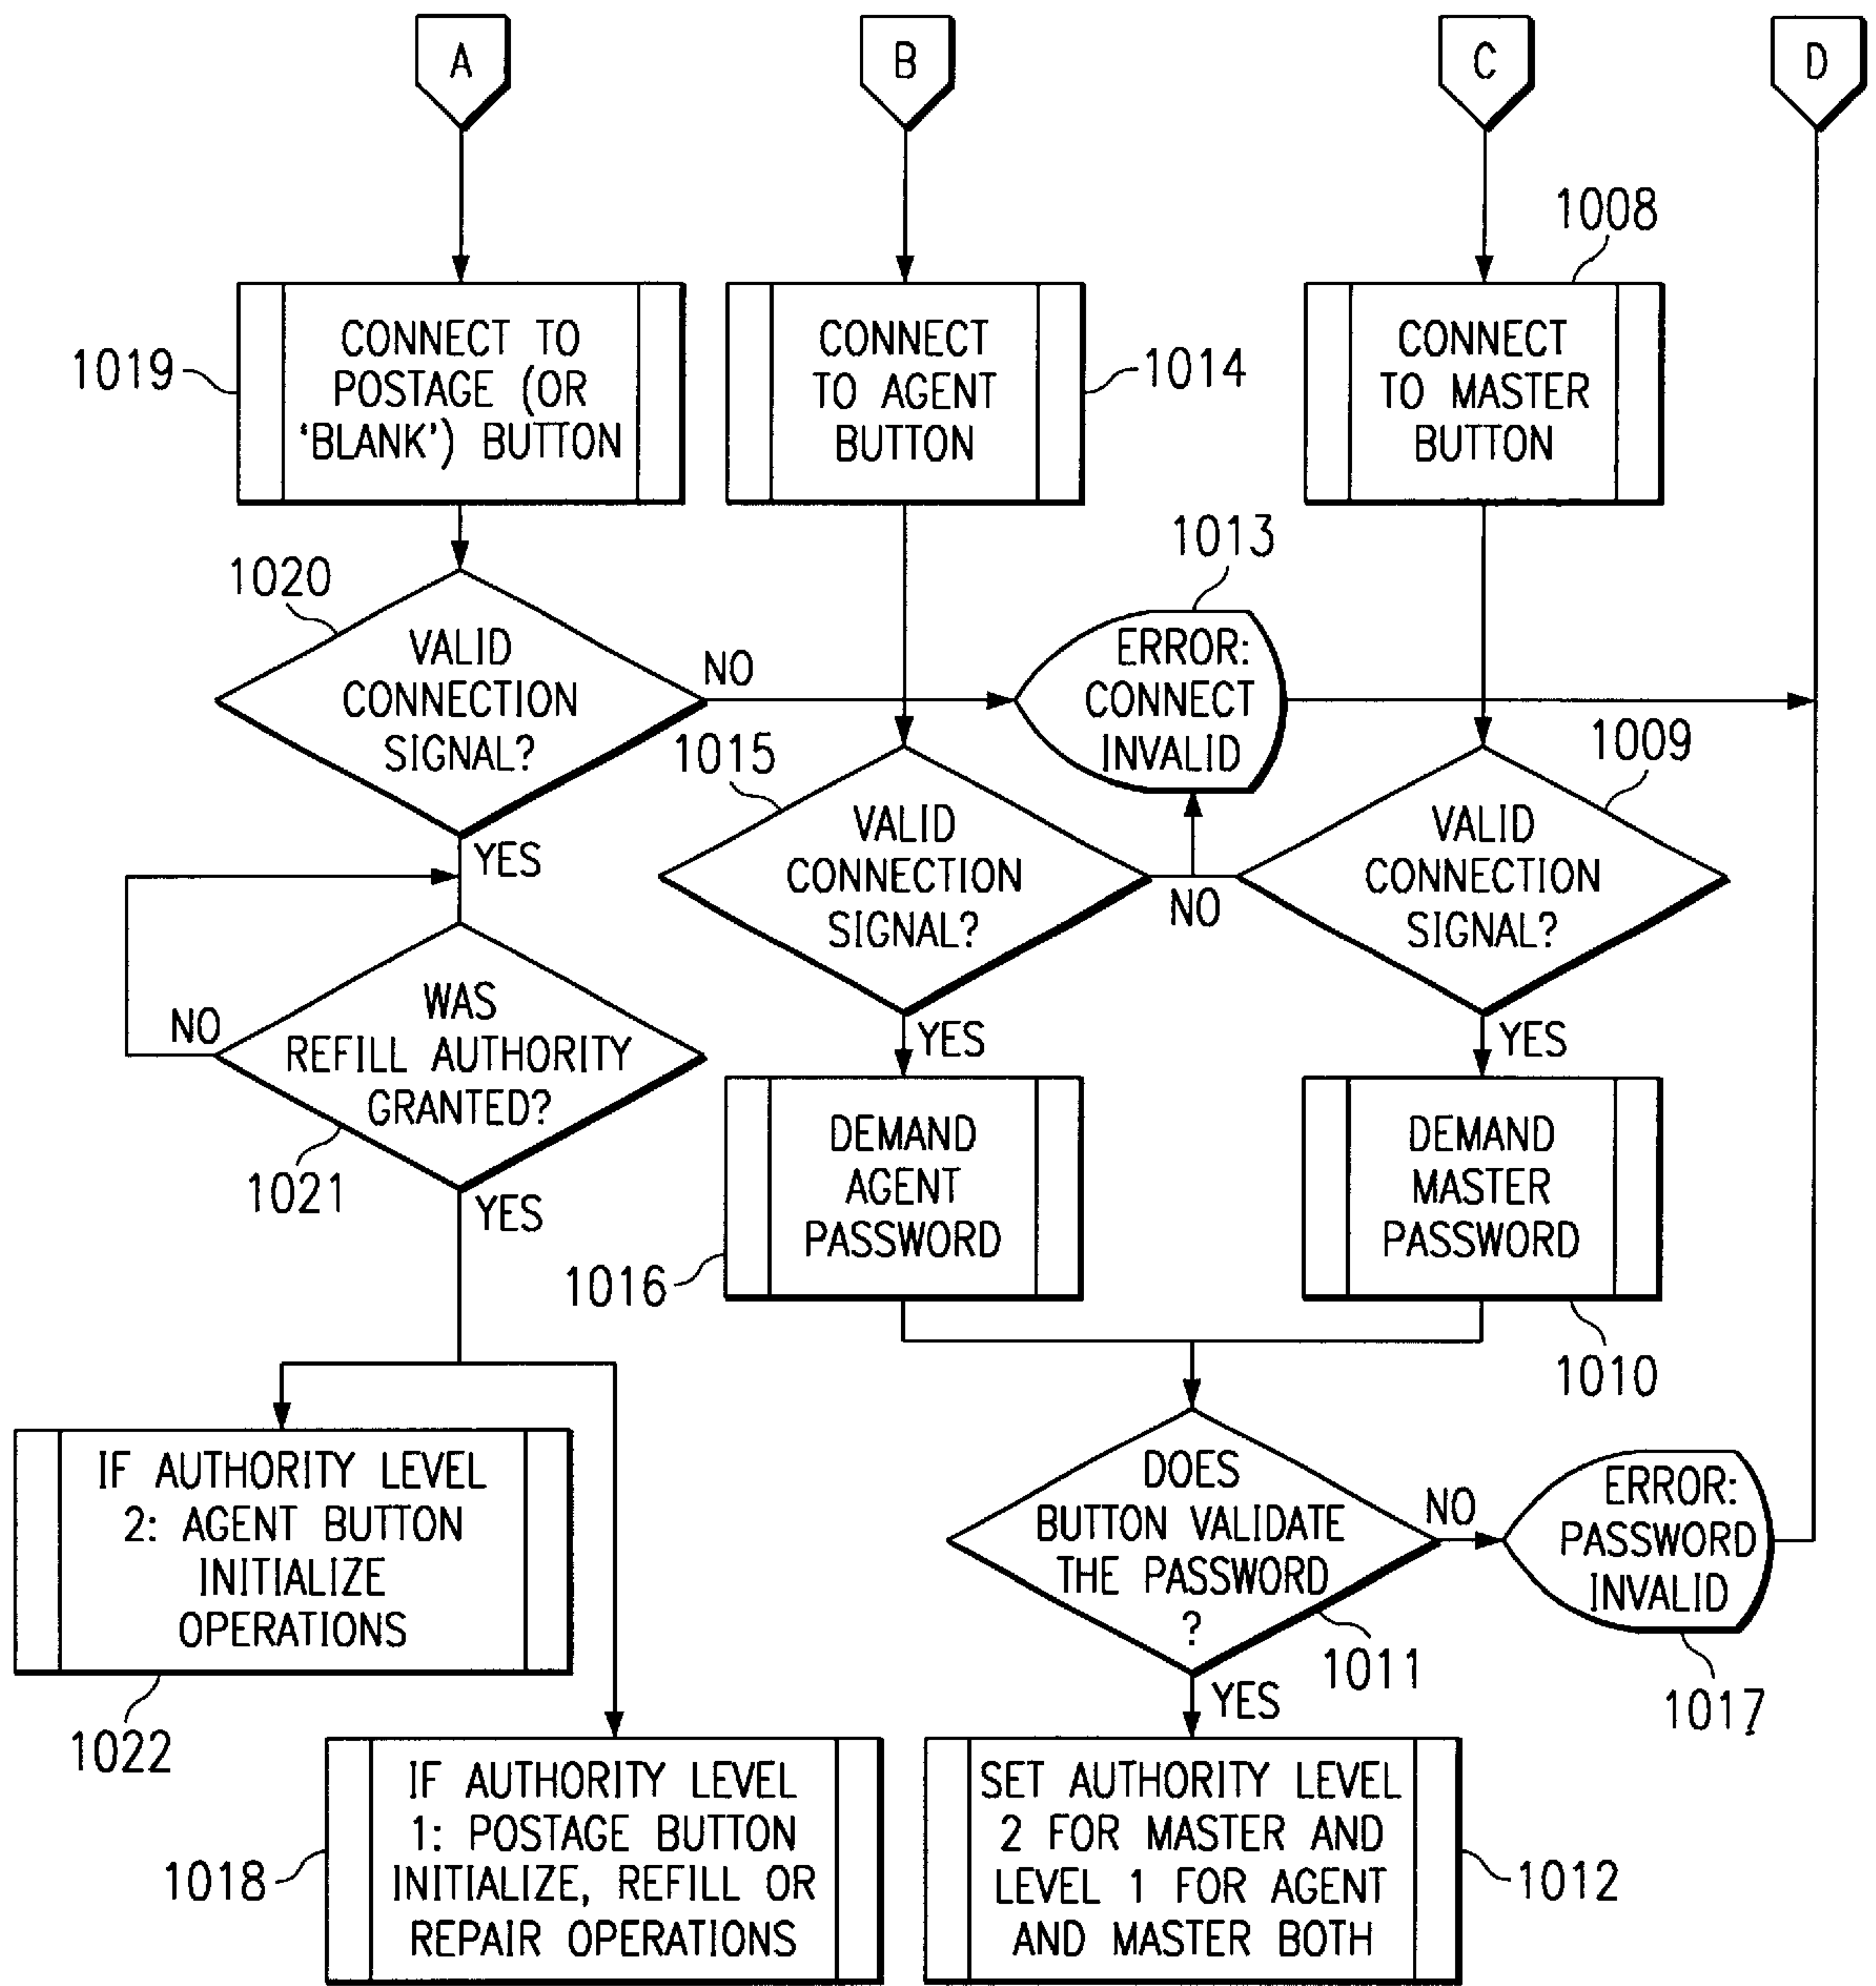 A
B
C
D
1008
CONNECT TO
POSTAGE (OR
'BLANK') BUTTON
1019
CONNECT
TO AGENT
BUTTON
1014
CONNECT
TO MASTER
BUTTON
1013
1020
VALID
CONNECTION
SIGNAL?
NO
ERROR:
CONNECT
INVALID
1015
1009
YES
VALID
CONNECTION
SIGNAL?
NO
VALID
CONNECTION
SIGNAL?
NO
WAS
REFILL AUTHORITY
GRANTED?
YES
YES
1021
YES
DEMAND
AGENT
PASSWORD
1016
DEMAND
MASTER
PASSWORD
1010
IF AUTHORITY LEVEL
2: AGENT BUTTON
INITIALIZE
OPERATIONS
1022
DOES
BUTTON VALIDATE
THE PASSWORD
?
NO
ERROR:
PASSWORD
INVALID
1011
1017
YES
IF AUTHORITY LEVEL
1: POSTAGE BUTTON
INITIALIZE, REFILL OR
REPAIR OPERATIONS
1018
SET AUTHORITY LEVEL
2 FOR MASTER AND
LEVEL 1 FOR AGENT
AND MASTER BOTH
1012